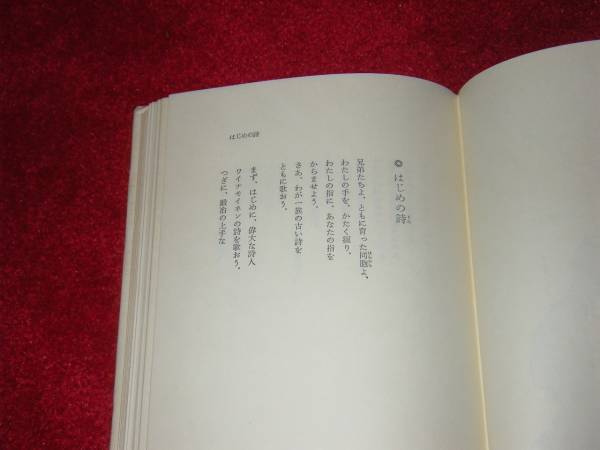 ◎はじめの詩
兄弟たちよ、ともに育った同胞よ、
わたしの手を、かたく握り、
わたしの指に、あなたの指を
からませよう。
さあ、わが一族の古い詩を
ともに歌おう。
まず、はじめに、偉大な詩人
ワイナモイネンの詩を歌おう。
つぎに、鍛冶の上手な
はじめの詩